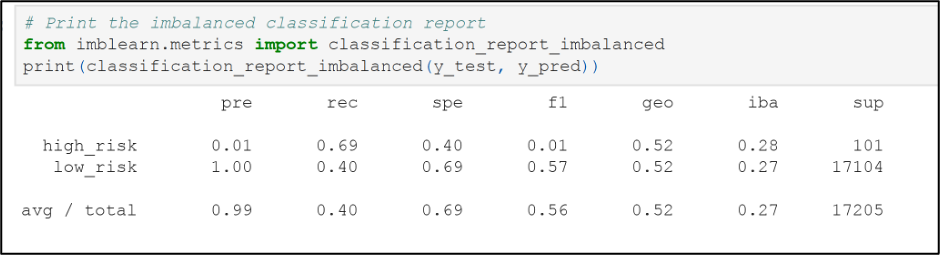 # Print the imbalanced classification report
from imblearn.metrics import classification_report_imbalanced
print(classification_report_imbalanced(y_test, y_pred))
pre rec spe f1 geo iba sup
high_risk 0.01 0.69 0.40 0.01 0.52 0.28 101
low_risk 1.00 0.40 0.69 0.57 0.52 0.27 17104
avg / total 0.99 0.40 0.69 0.56 0.52 0.27 17205